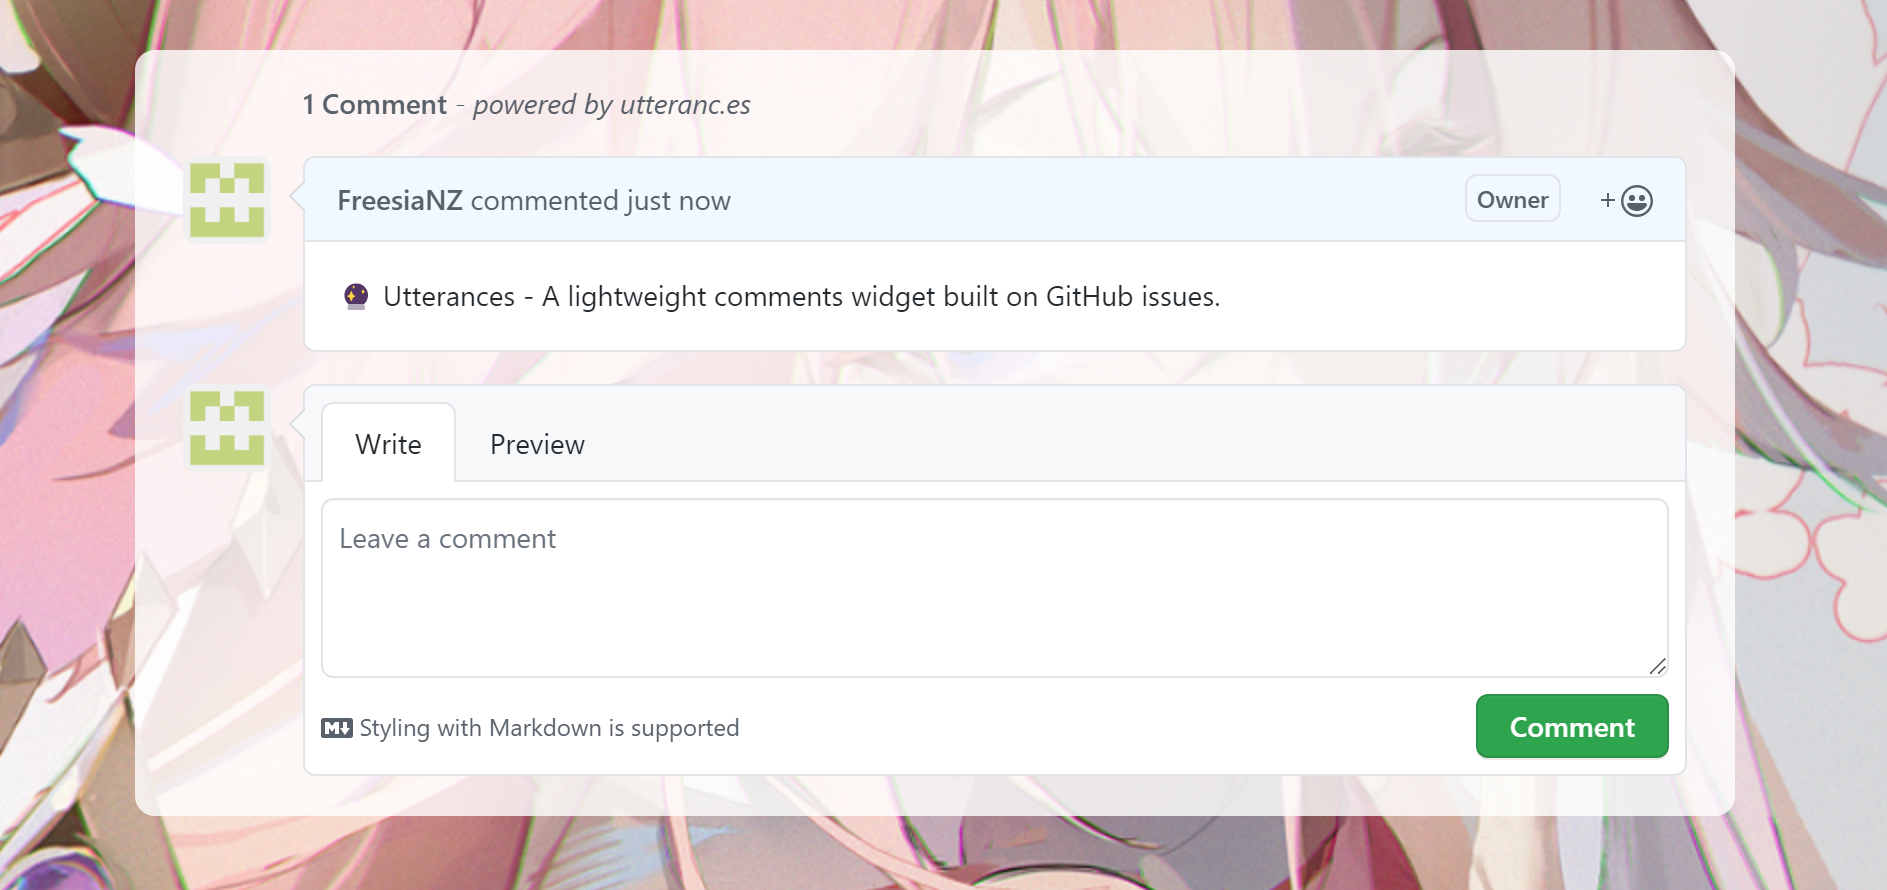 1 Comment - powered by utteranc.es
FreesiaNZ commented just now
Owner
+
🔮 Utterances - A lightweight comments widget built on GitHub issues.
Write
Preview
Leave a comment
M Styling with Markdown is supported
Comment